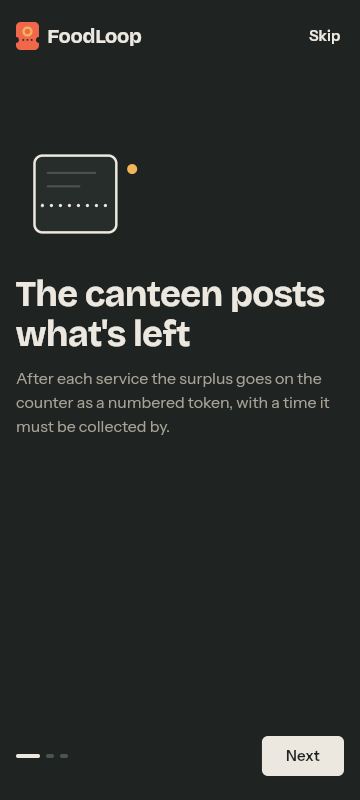 FoodLoop
Skip
The canteen posts
what's left
After each service the surplus goes on the
counter as a numbered token, with a time it
must be collected by.
Next